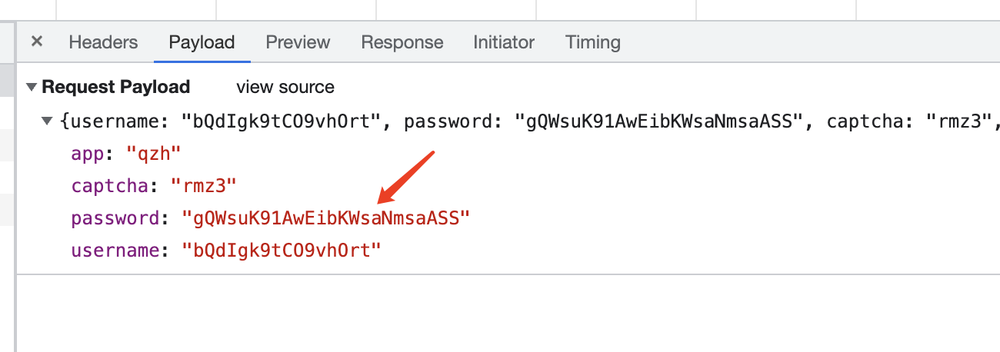 × Headers Payload Preview Response Initiator Timing
Request Payload view source
{username: "bQdIgk9tCO9vhOrt", password: "gQWsuK91AwEibKWsaNmsaASS", captcha: "rmz3",
app: "qzh"
captcha: "rmz3"
password: "gQWsuK91AwEibKWsaNmsaASS"
username: "bQdIgk9tCO9vhOrt"